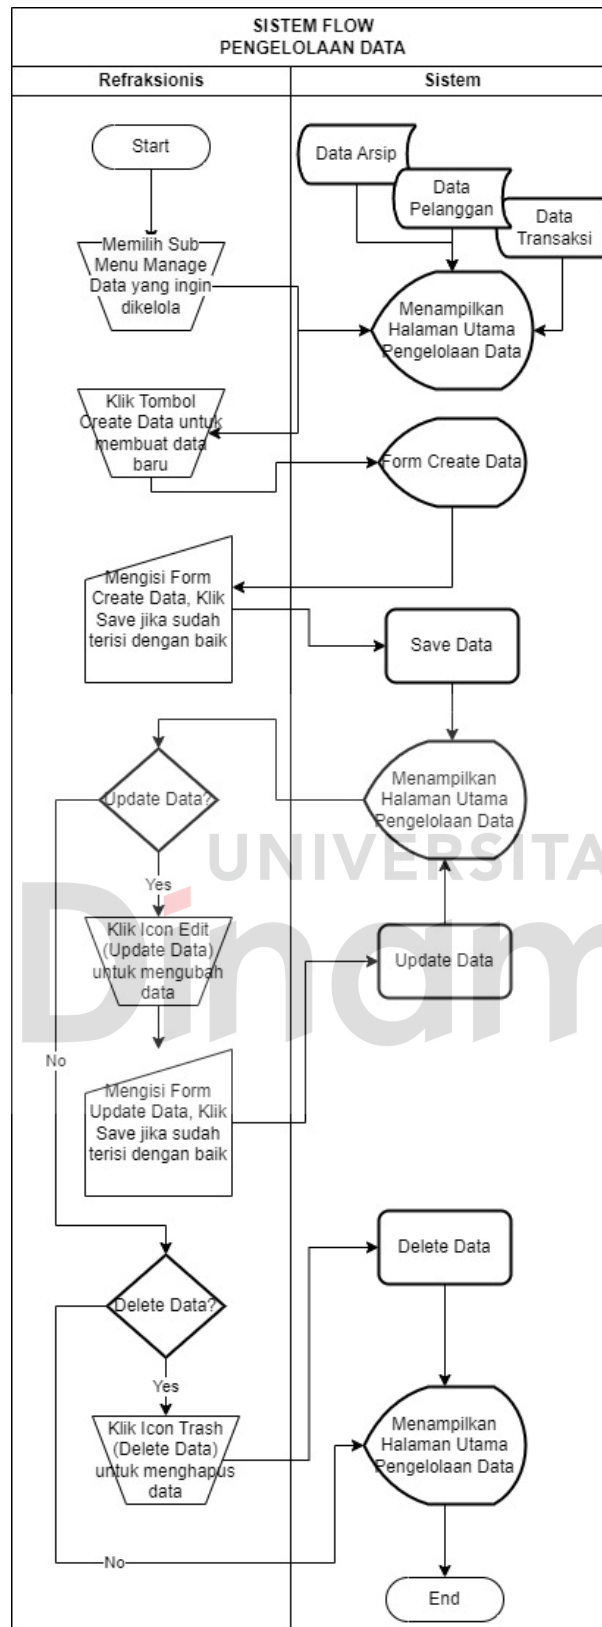 SISTEM FLOW
PENGELOLAAN DATA
Refraksionis
Sistem
Start
Data Arsip
Data
Pelanggan
Data
Transaksi
Memilih Sub
Menu Manage
Data yang ingin
dikelola
Menampilkan
Halaman Utama
Pengelolaan Data
Klik Tombol
Create Data untuk
membuat data
baru
Form Create Data
Mengisi Form
Create Data, Klik
Save jika sudah
terisi dengan baik
Save Data
Update Data?
Menampilkan
Halaman Utama
Pengelolaan Data
UNIVERSITA
Dinam
Yes
Klik Icon Edit
(Update Data)
untuk mengubah
data
Update Data
No
Mengisi Form
Update Data, Klik
Save jika sudah
terisi dengan baik
Delete Data
Delete Data?
Yes
Klik Icon Trash
(Delete Data)
untuk menghapus
data
Menampilkan
Halaman Utama
Pengelolaan Data
No
End